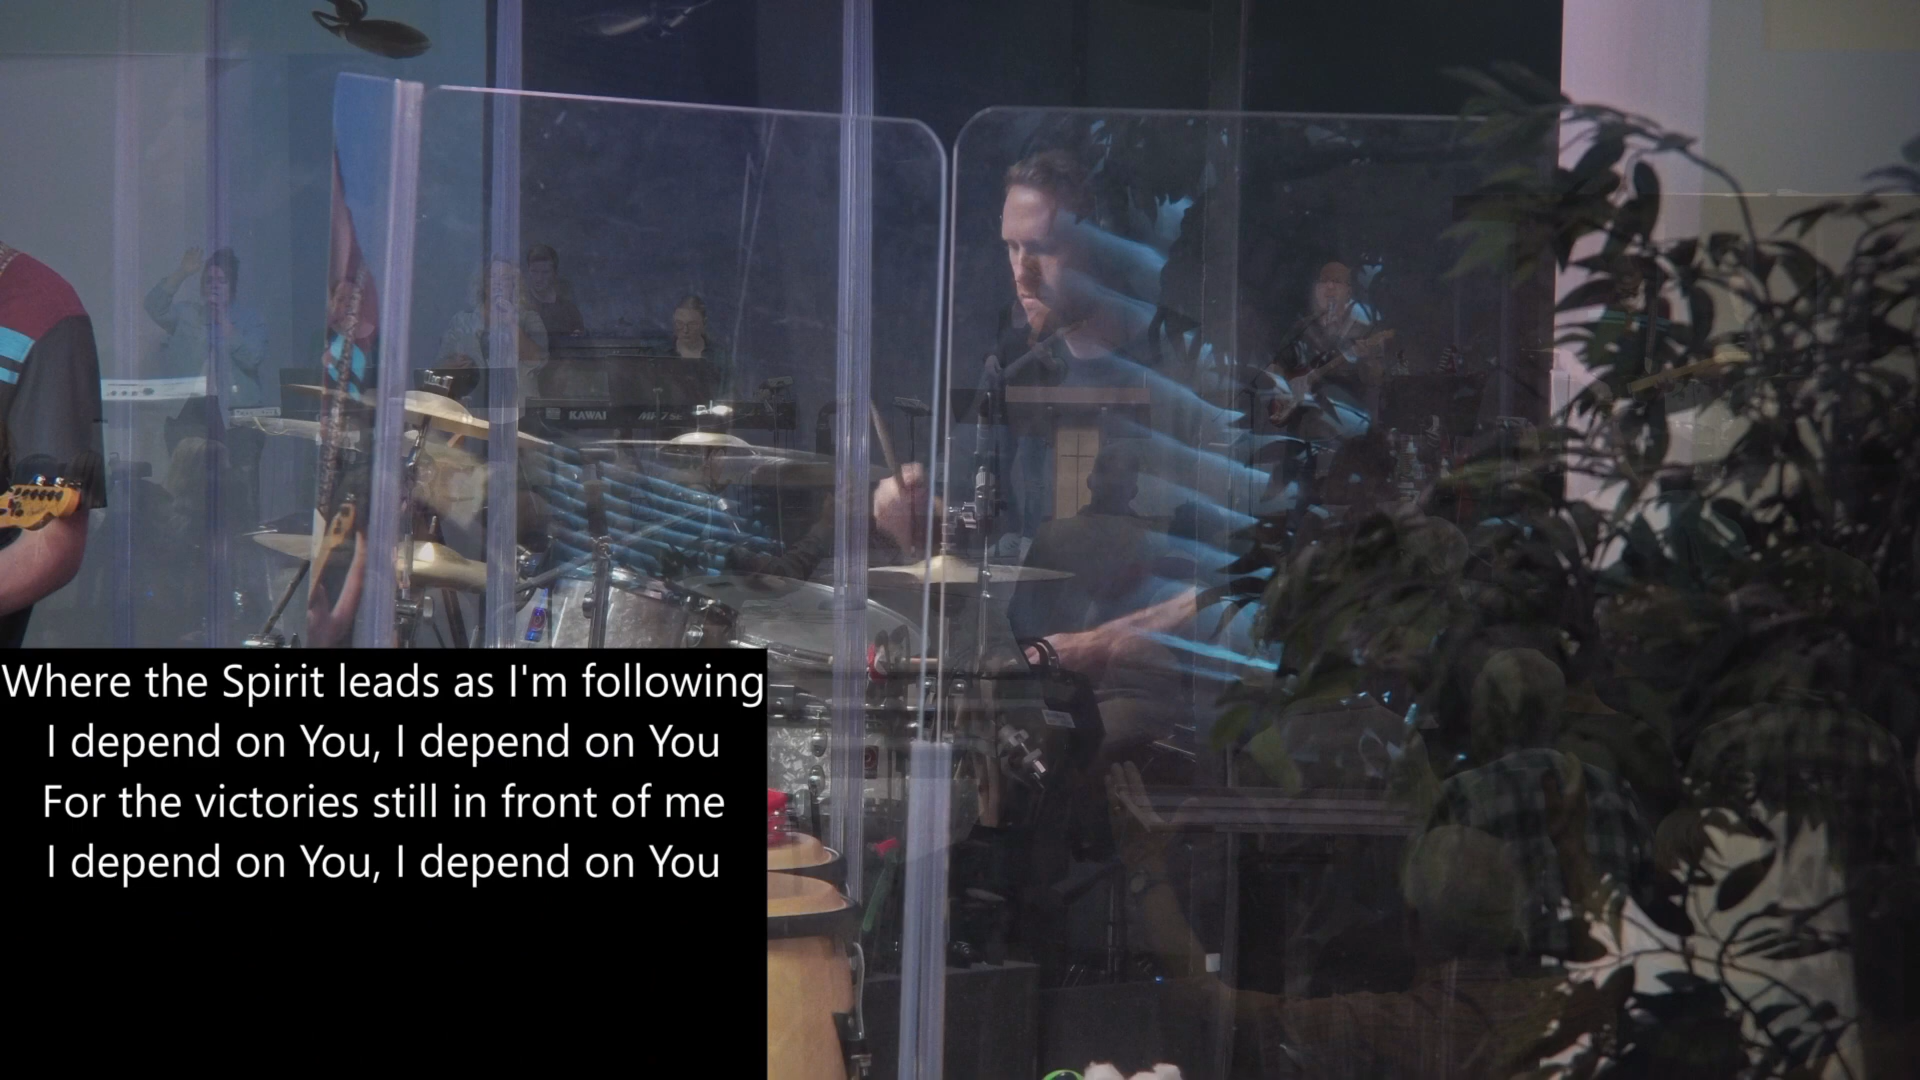 KAWAI
Where the Spirit leads as I'm following
I depend on You, I depend on You
For the victories still in front of me
I depend on You, I depend on You